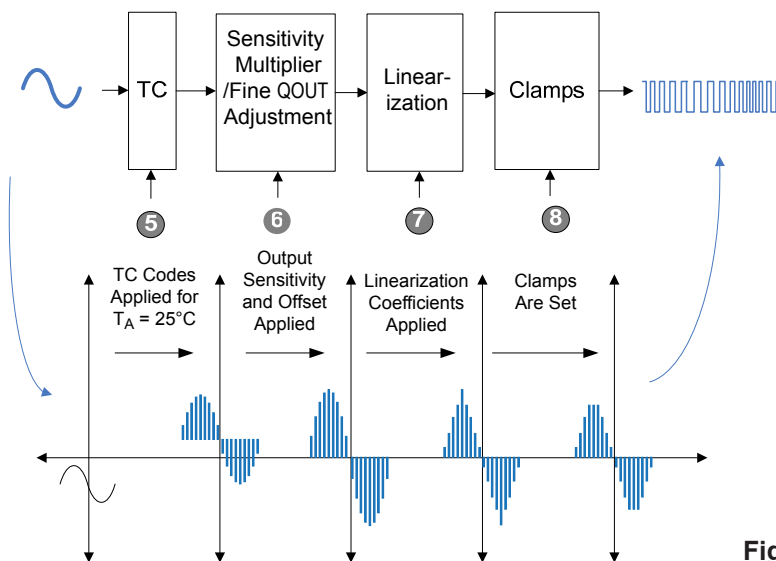 TC
Sensitivity
Multiplier
/Fine QOUT
Adjustment
Linear-
ization
Clamps
5
6
7
8
TC Codes
Applied for
TA = 25°C
Output
Sensitivity
and Offset
Applied
Linearization
Coefficients
Applied
Clamps
Are Set
Fig